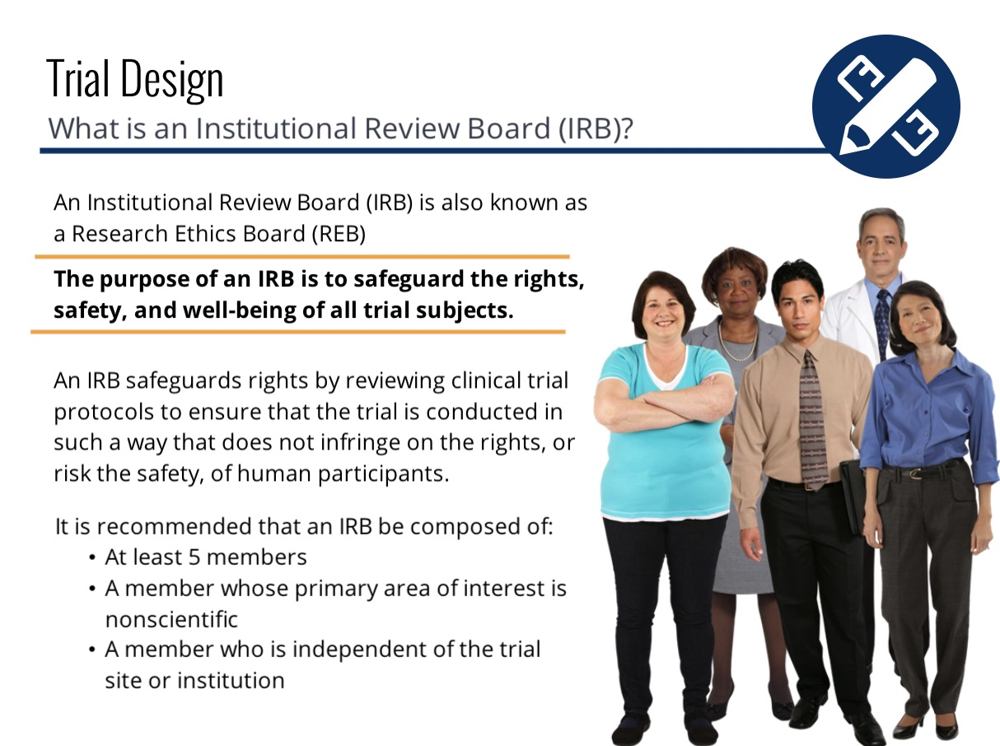 Trial Design
What is an Institutional Review Board (IRB)?
An Institutional Review Board (IRB) is also known as
a Research Ethics Board (REB)
The purpose of an IRB is to safeguard the rights,
safety, and well-being of all trial subjects.
An IRB safeguards rights by reviewing clinical trial
protocols to ensure that the trial is conducted in
such a way that does not infringe on the rights, or
risk the safety, of human participants.
It is recommended that an IRB be composed of:
• At least 5 members
• A member whose primary area of interest is
nonscientific
• A member who is independent of the trial
site or institution